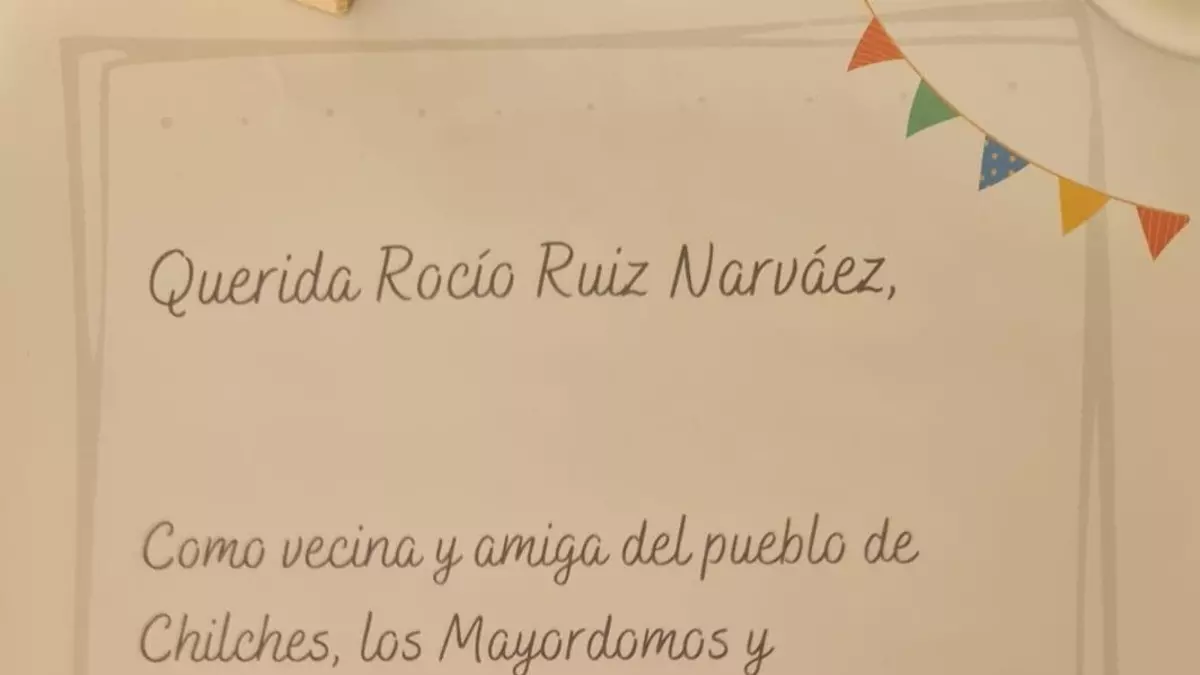 Querida Rocío Ruiz Narváez,
Como vecina y amiga del pueblo de
Chilches, los Mayordomos y